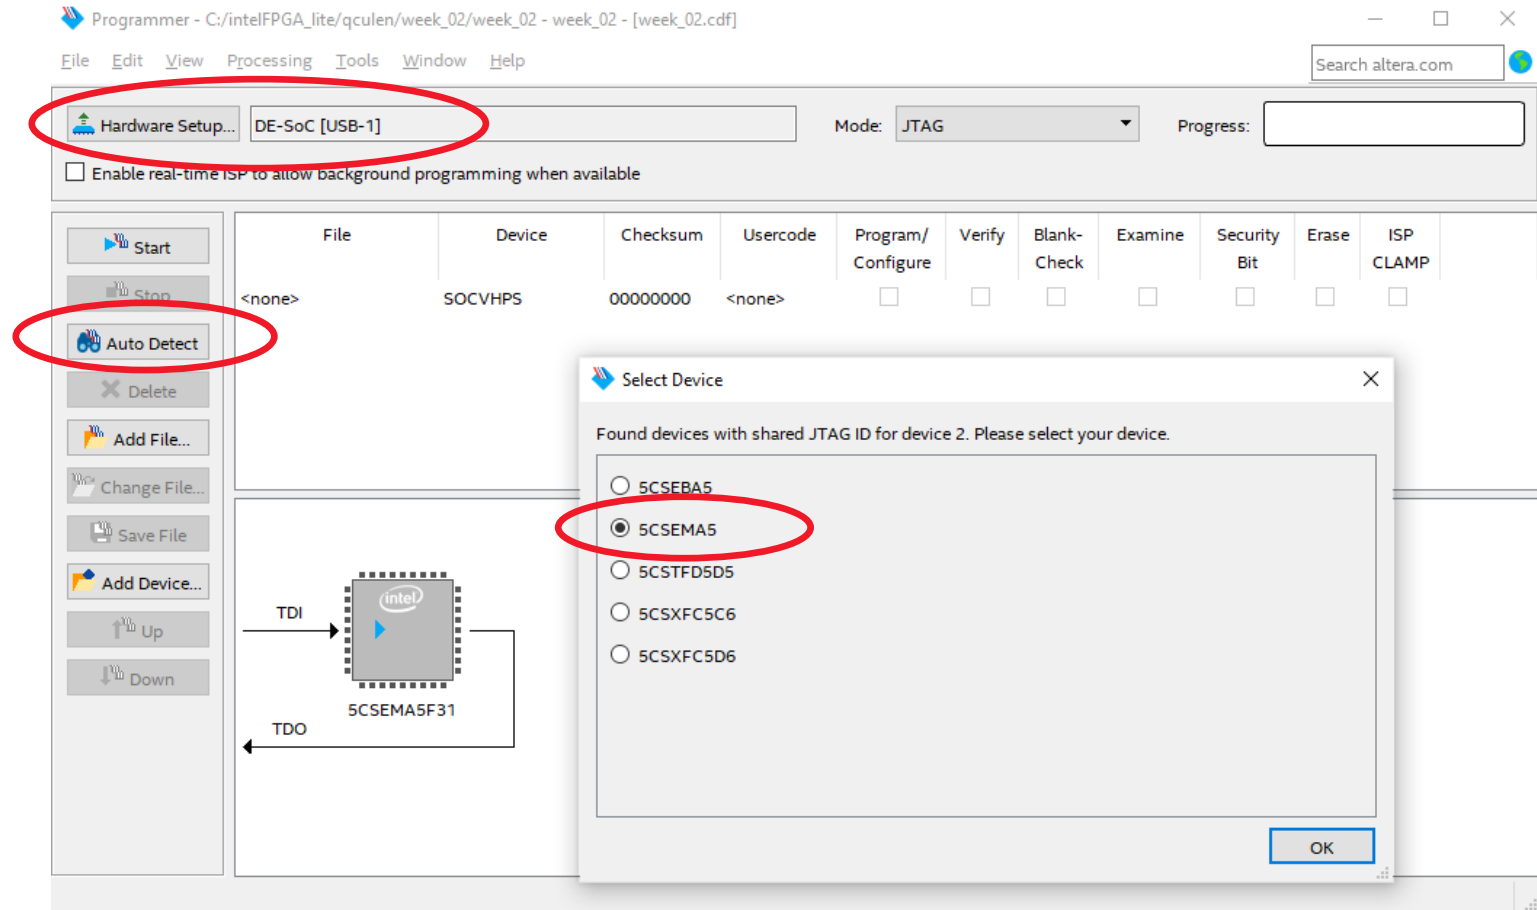 Programmer - C:/intelFPGA_lite/qculen/week_02/week_02 - week_02 - [week_02.cdf]
File Edit View Processing Tools Window Help
Search altera.com
Hardware Setup... DE-SoC [USB-1] Mode: JTAG Progress:
Enable real-time ISP to allow background programming when available
File Device Checksum Usercode Program/ Configure Verify Blank- Check Examine Security Bit Erase ISP CLAMP
<none> SOCVHPS 00000000 <none>
Start
Stop
Auto Detect
Delete
Add File...
Change File...
Save File
Add Device...
Up
Down
TDI
intel
5CSEMA5F31
TDO
Select Device
Found devices with shared JTAG ID for device 2. Please select your device.
5CSEBA5
5CSEMA5
5CSTFD5D5
5CSXFC5C6
5CSXFC5D6
OK